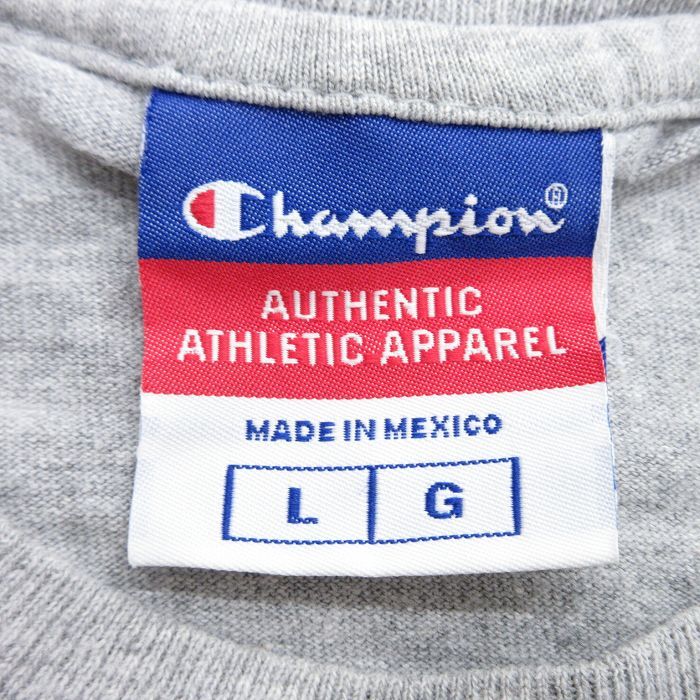 Champion®
AUTHENTIC
ATHLETIC APPAREL
MADE IN MEXICO
L G